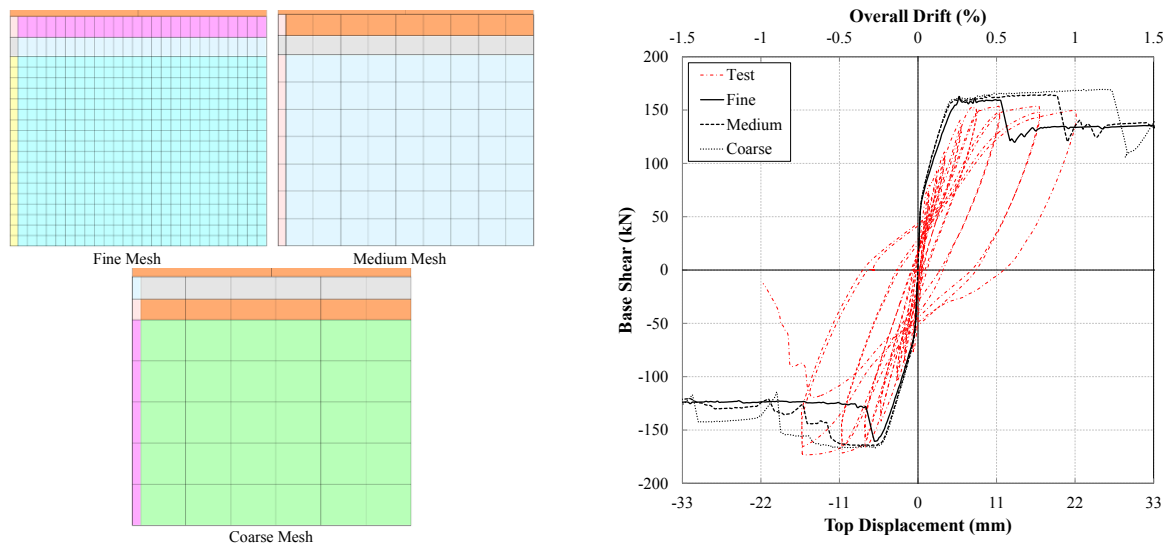 Fine Mesh
Medium Mesh
Coarse Mesh
Overall Drift (%)
-1.5 -1 -0.5 0 0.5 1 1.5
200
150
100
50
0
-50
-100
-150
-200
Base Shear (kN)
Test
Fine
Medium
Coarse
-33 -22 -11 0 11 22 33
Top Displacement (mm)